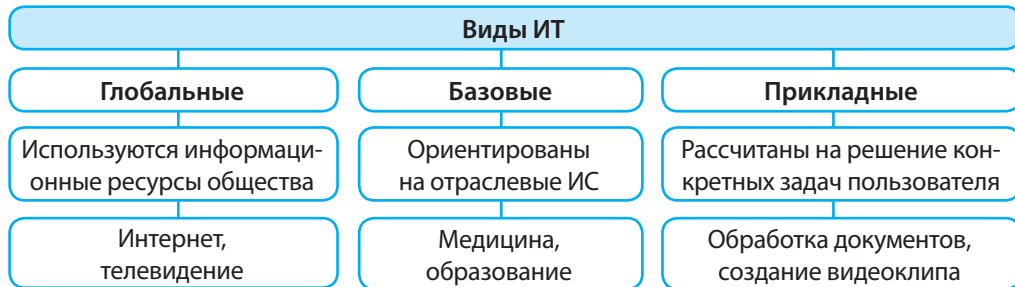 Виды ИТ
Глобальные
Базовые
Прикладные
Используются информаци-
онные ресурсы общества
Ориентированы
на отраслевые ИС
Рассчитаны на решение кон-
кретных задач пользователя
Интернет,
телевидение
Медицина,
образование
Обработка документов,
создание видеоклипа